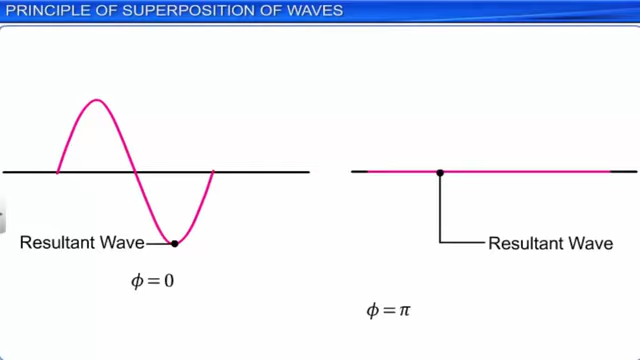 PRINCIPLE OF SUPERPOSITION OF WAVES
Resultant Wave
ϕ = 0
Resultant Wave
ϕ = π